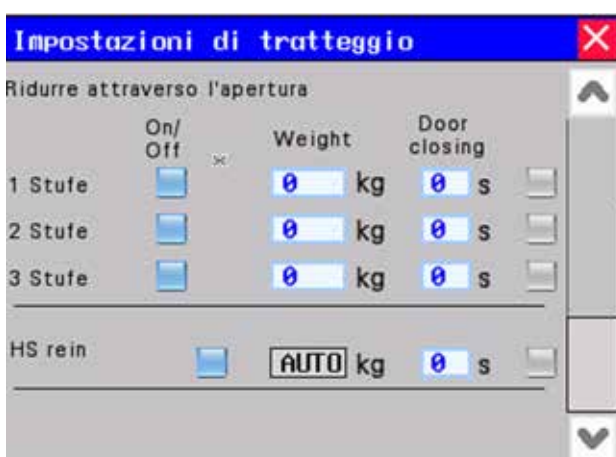 Impostazioni di tratteggio
Ridurre attraverso l'apertura
On/
Off
Weight
Door
closing
1 Stufe 0 kg 0 s
2 Stufe 0 kg 0 s
3 Stufe 0 kg 0 s
HS rein AUTO kg 0 s